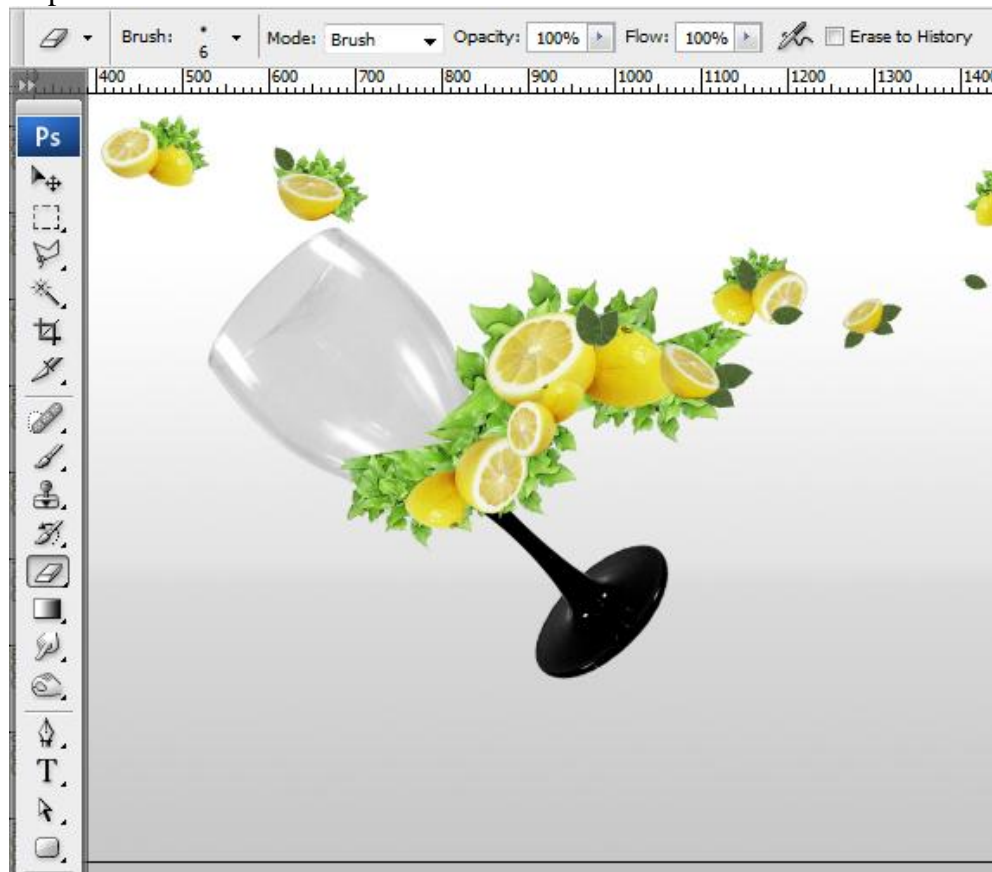 Brush: 6 Mode: Brush Opacity: 100% Flow: 100% Erase to History
400 500 600 700 800 900 1000 1100 1200 1300
Ps
T